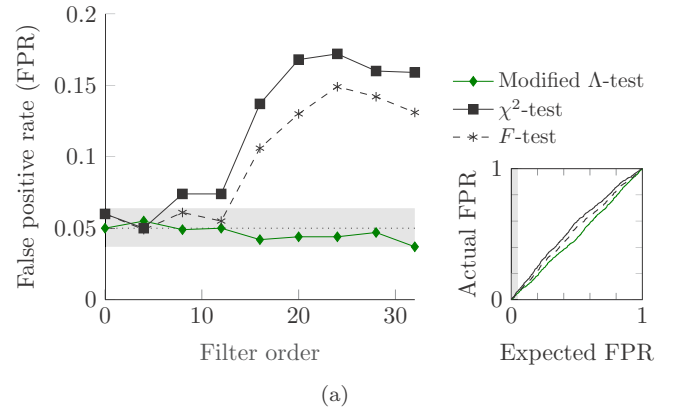 0.2
0.15
0.1
0.05
0
False positive rate (FPR)
0 10 20 30
Filter order
Modified Λ-test
χ²-test
F-test
1
0
Actual FPR
0 1
Expected FPR
(a)